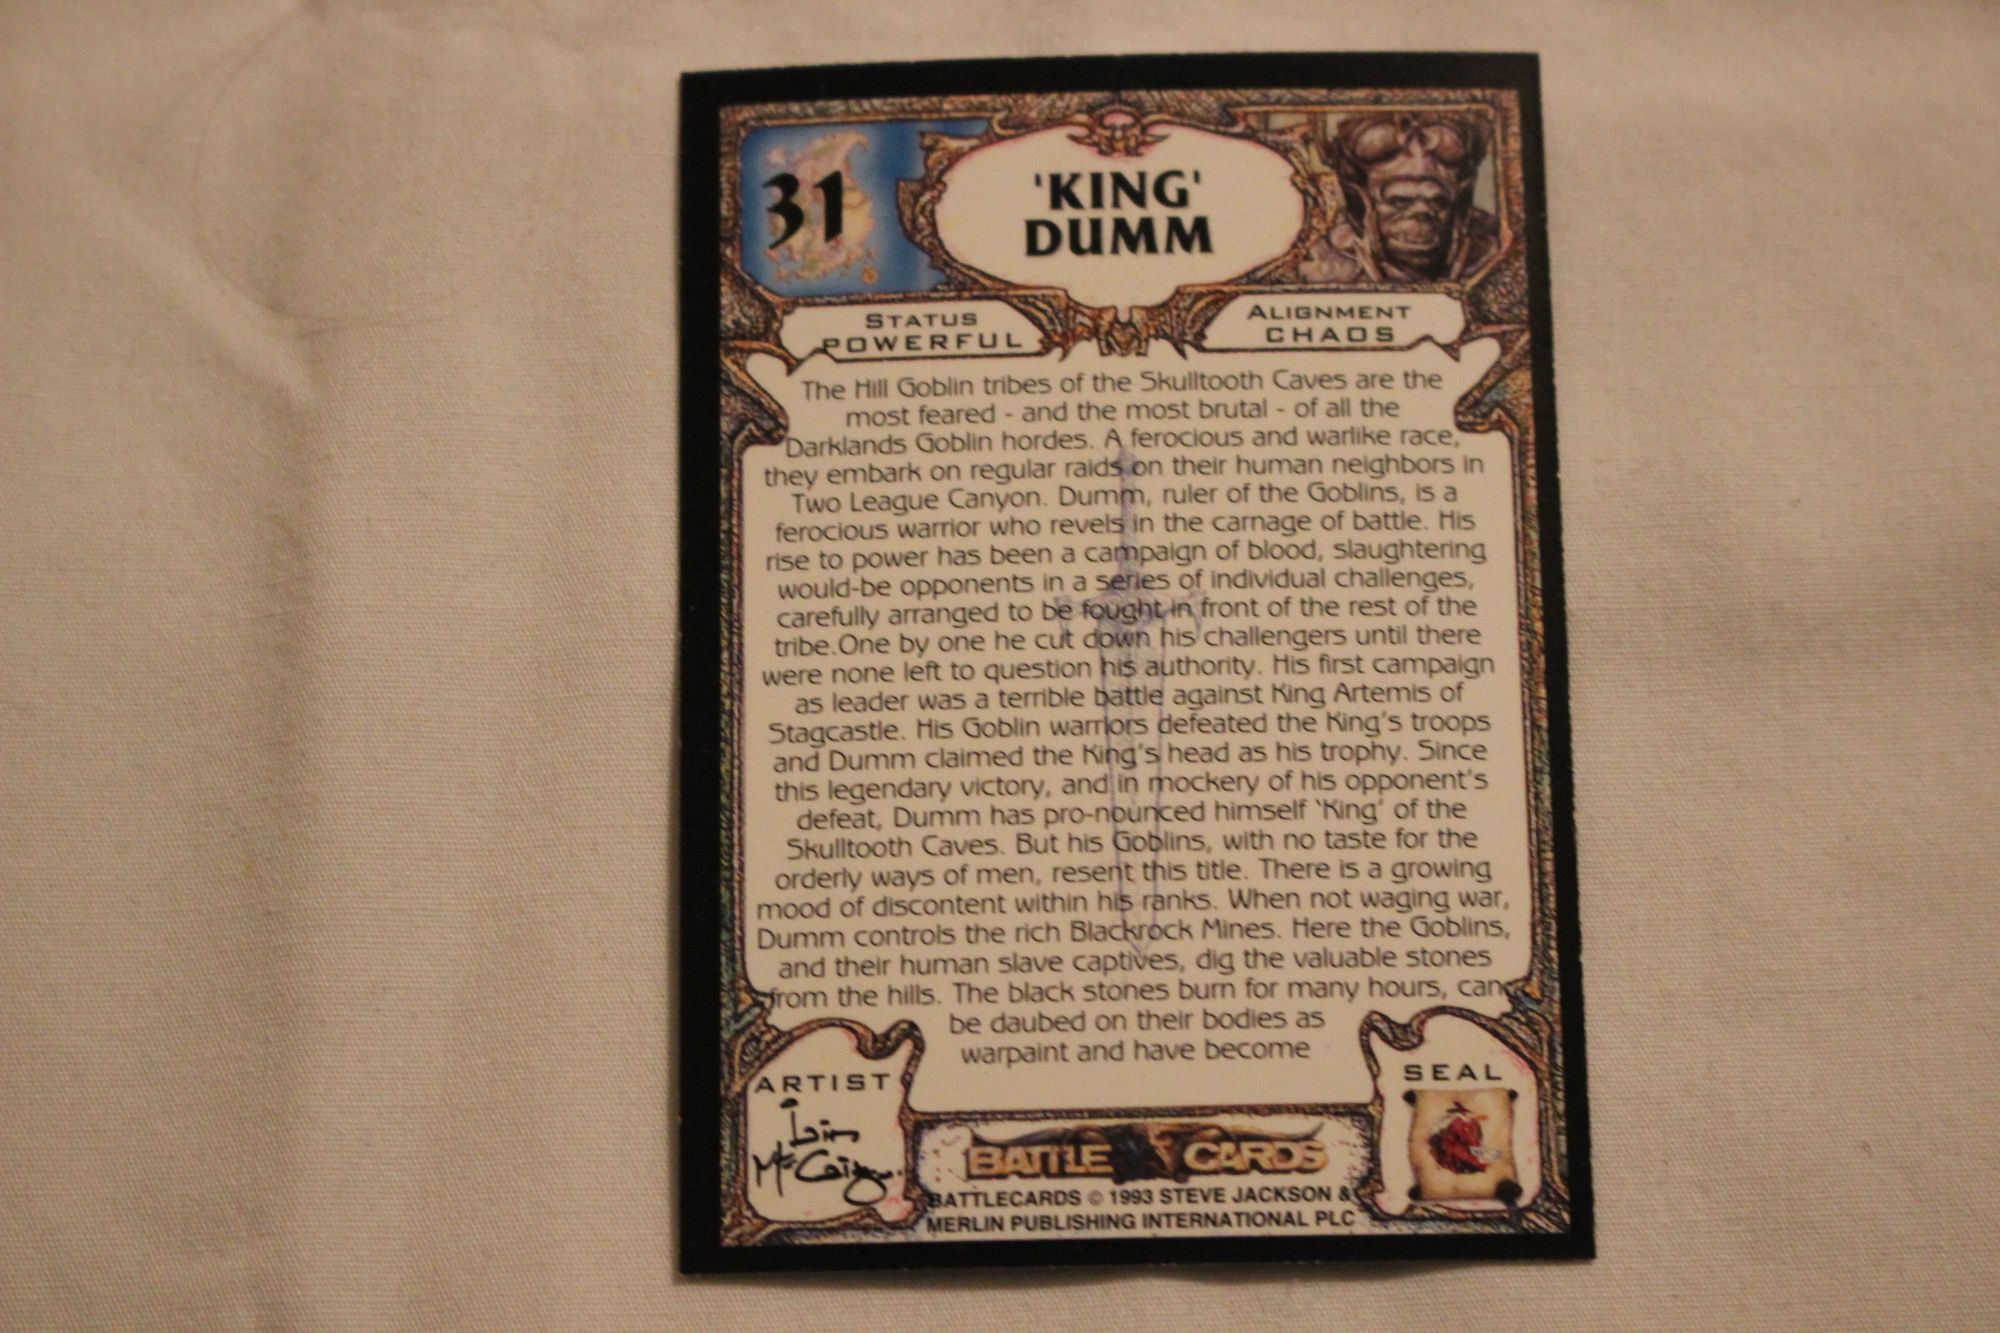 31
'KING'
DUMM
STATUS
POWERFUL
ALIGNMENT
CHAOS
The Hill Goblin tribes of the Skulltooth Caves are the
most feared - and the most brutal - of all the
Darklands Goblin hordes. A ferocious and warlike race,
they embark on regular raids on their human neighbors in
Two League Canyon. Dumm, ruler of the Goblins, is a
ferocious warrior who revels in the carnage of battle. His
rise to power has been a campaign of blood, slaughtering
would-be opponents in a series of individual challenges,
carefully arranged to be fought in front of the rest of the
tribe.One by one he cut down his challengers until there
were none left to question his authority. His first campaign
as leader was a terrible battle against King Artemis of
Stagcastle. His Goblin warriors defeated the King's troops
and Dumm claimed the King's head as his trophy. Since
this legendary victory, and in mockery of his opponent's
defeat, Dumm has pro-nounced himself 'King' of the
Skulltooth Caves. But his Goblins, with no taste for the
orderly ways of men, resent this title. There is a growing
mood of discontent within his ranks. When not waging war,
Dumm controls the rich Blackrock Mines. Here the Goblins,
and their human slave captives, dig the valuable stones
from the hills. The black stones burn for many hours, can
be daubed on their bodies as
warpaint and have become
ARTIST
Iain
McCaig
SEAL
BATTLE CARDS
BATTLECARDS © 1993 STEVE JACKSON &
MERLIN PUBLISHING INTERNATIONAL PLC